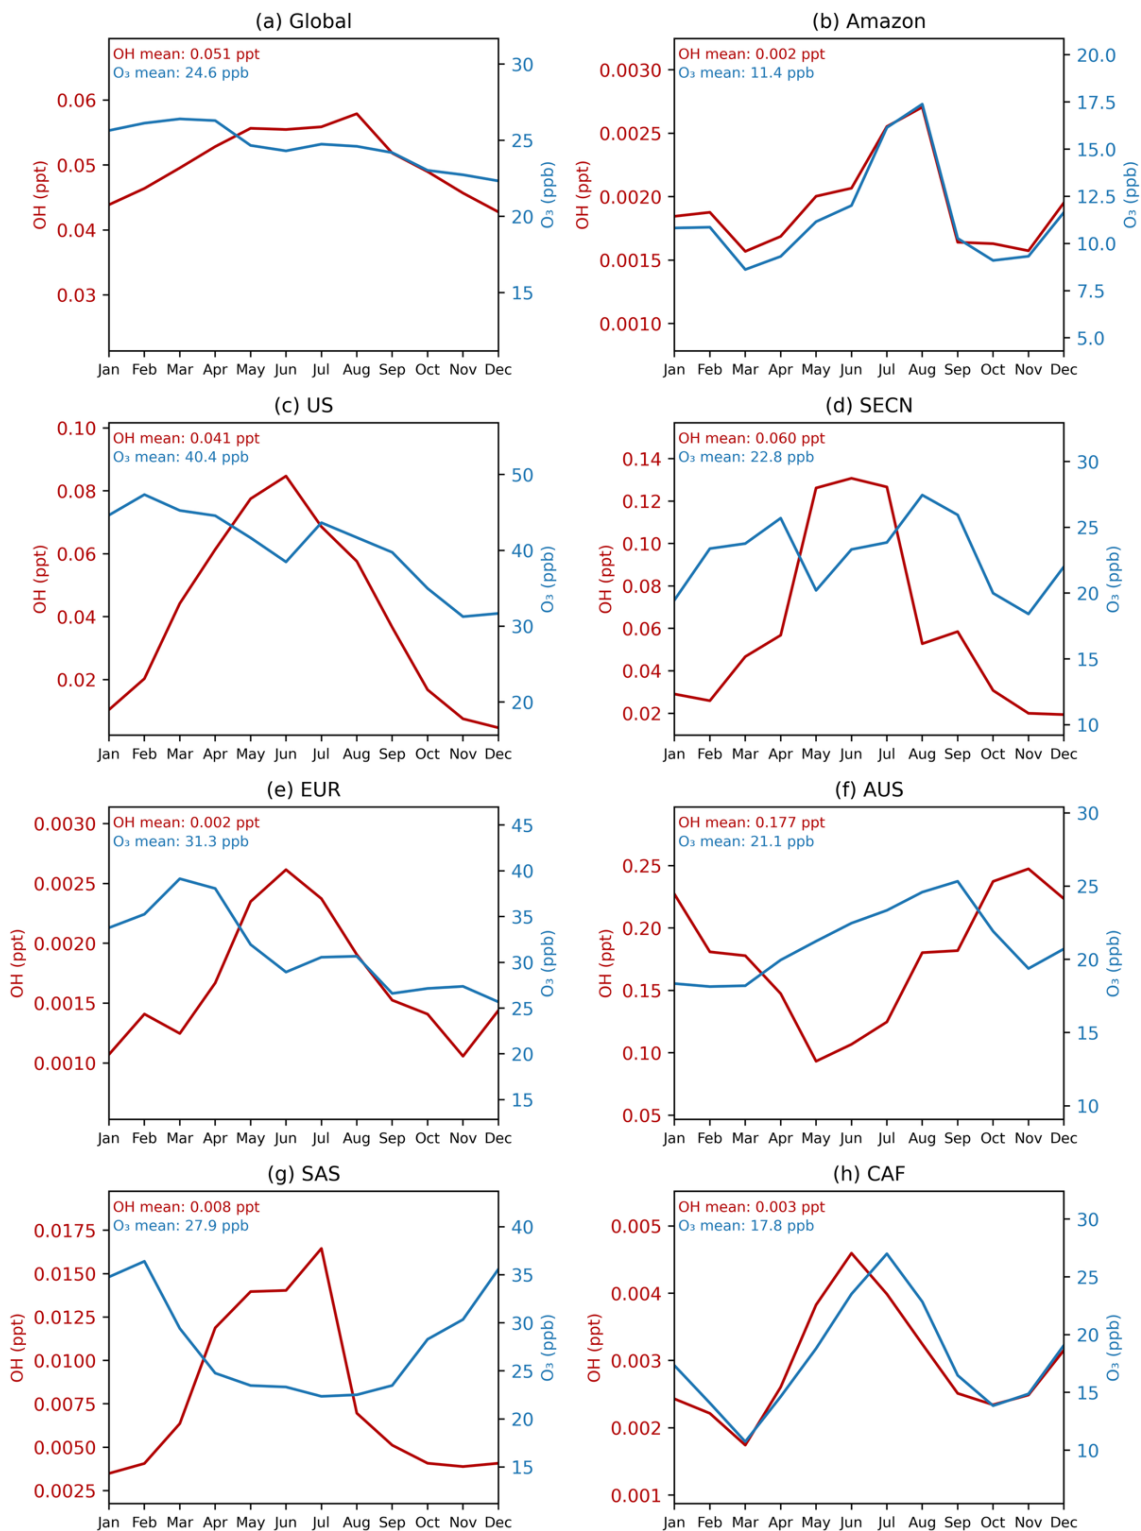 (a) Global
OH mean: 0.051 ppt
O₃ mean: 24.6 ppb
OH (ppt)
0.06
0.05
0.04
0.03
O₃ (ppb)
30
25
20
15
Jan Feb Mar Apr May Jun Jul Aug Sep Oct Nov Dec
(b) Amazon
OH mean: 0.002 ppt
O₃ mean: 11.4 ppb
OH (ppt)
0.0030
0.0025
0.0020
0.0015
0.0010
O₃ (ppb)
20.0
17.5
15.0
12.5
10.0
7.5
5.0
Jan Feb Mar Apr May Jun Jul Aug Sep Oct Nov Dec
(c) US
OH mean: 0.041 ppt
O₃ mean: 40.4 ppb
OH (ppt)
0.10
0.08
0.06
0.04
0.02
O₃ (ppb)
50
40
30
20
Jan Feb Mar Apr May Jun Jul Aug Sep Oct Nov Dec
(d) SECN
OH mean: 0.060 ppt
O₃ mean: 22.8 ppb
OH (ppt)
0.14
0.12
0.10
0.08
0.06
0.04
0.02
O₃ (ppb)
30
25
20
15
10
Jan Feb Mar Apr May Jun Jul Aug Sep Oct Nov Dec
(e) EUR
OH mean: 0.002 ppt
O₃ mean: 31.3 ppb
OH (ppt)
0.0030
0.0025
0.0020
0.0015
0.0010
O₃ (ppb)
45
40
35
30
25
20
15
Jan Feb Mar Apr May Jun Jul Aug Sep Oct Nov Dec
(f) AUS
OH mean: 0.177 ppt
O₃ mean: 21.1 ppb
OH (ppt)
0.25
0.20
0.15
0.10
0.05
O₃ (ppb)
30
25
20
15
10
Jan Feb Mar Apr May Jun Jul Aug Sep Oct Nov Dec
(g) SAS
OH mean: 0.008 ppt
O₃ mean: 27.9 ppb
OH (ppt)
0.0175
0.0150
0.0125
0.0100
0.0075
0.0050
0.0025
O₃ (ppb)
40
35
30
25
20
15
Jan Feb Mar Apr May Jun Jul Aug Sep Oct Nov Dec
(h) CAF
OH mean: 0.003 ppt
O₃ mean: 17.8 ppb
OH (ppt)
0.005
0.004
0.003
0.002
0.001
O₃ (ppb)
30
25
20
15
10
Jan Feb Mar Apr May Jun Jul Aug Sep Oct Nov Dec